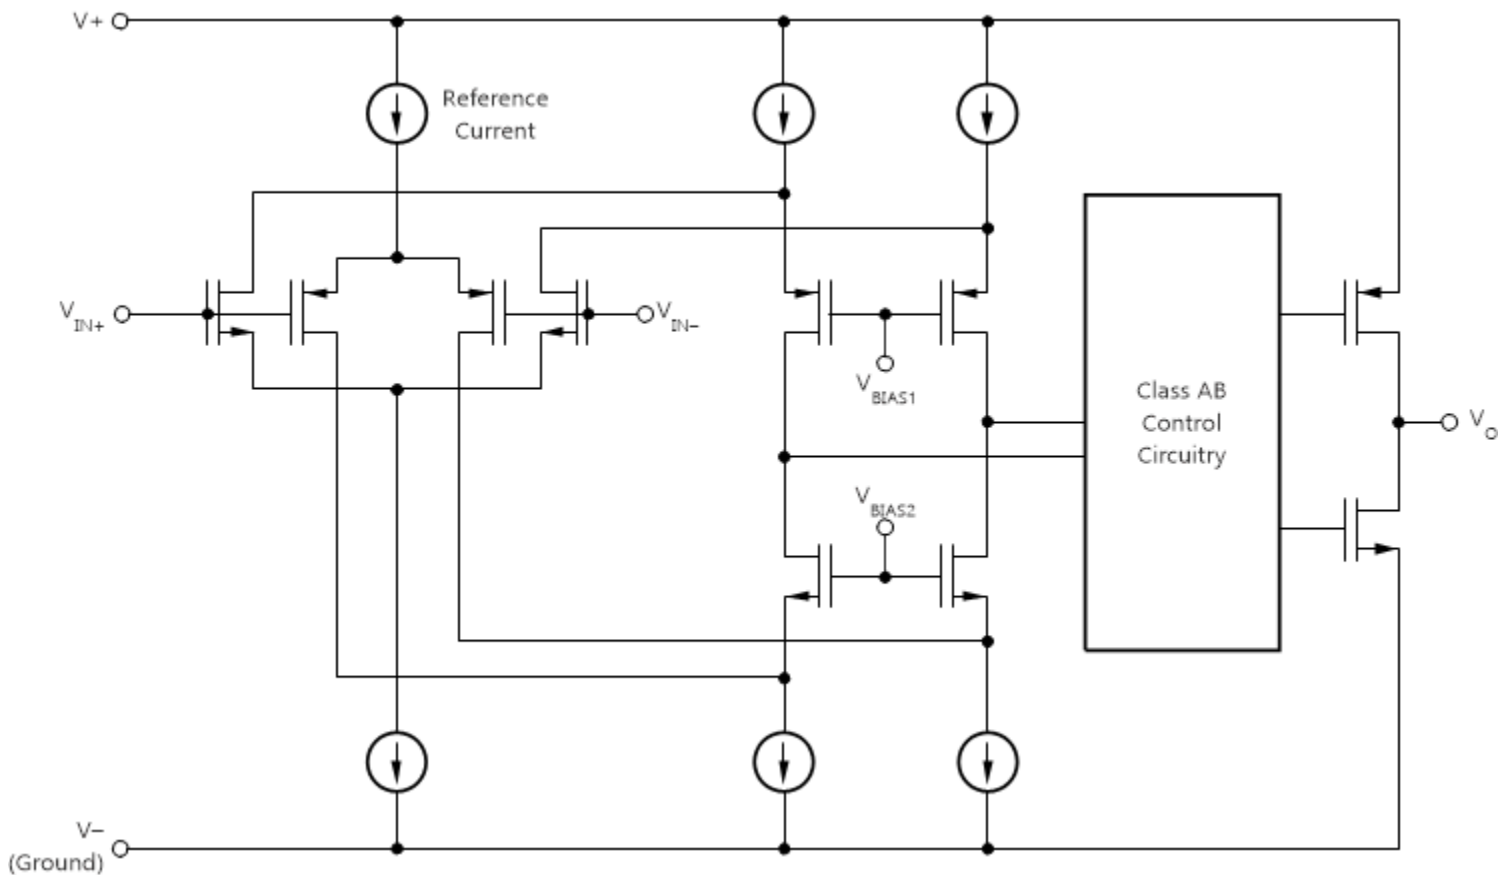 V+
Reference
Current
VIN+
VIN−
VBIAS1
Class AB
Control
Circuitry
VO
VBIAS2
V−
(Ground)